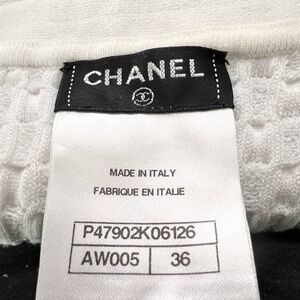 CHANEL
MADE IN ITALY
FABRIQUE EN ITALIE
P47902K06126
AW005 36